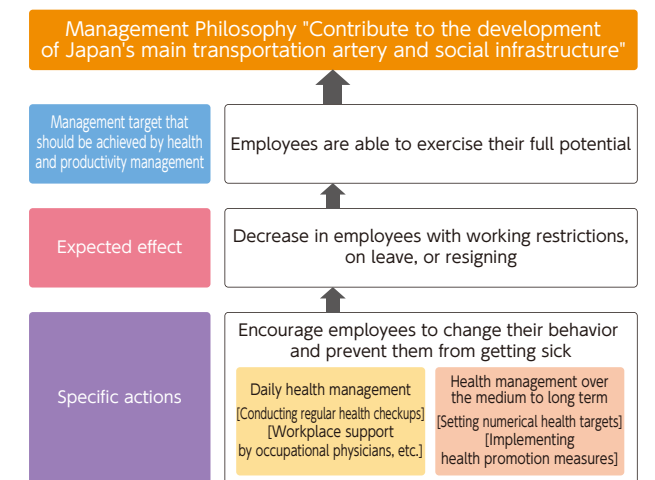 Management Philosophy "Contribute to the development
of Japan's main transportation artery and social infrastructure"
Management target that
should be achieved by health
and productivity management
Employees are able to exercise their full potential
Expected effect
Decrease in employees with working restrictions,
on leave, or resigning
Specific actions
Encourage employees to change their behavior
and prevent them from getting sick
Daily health management
[Conducting regular health checkups]
[Workplace support
by occupational physicians, etc.]
Health management over
the medium to long term
[Setting numerical health targets]
[Implementing
health promotion measures]